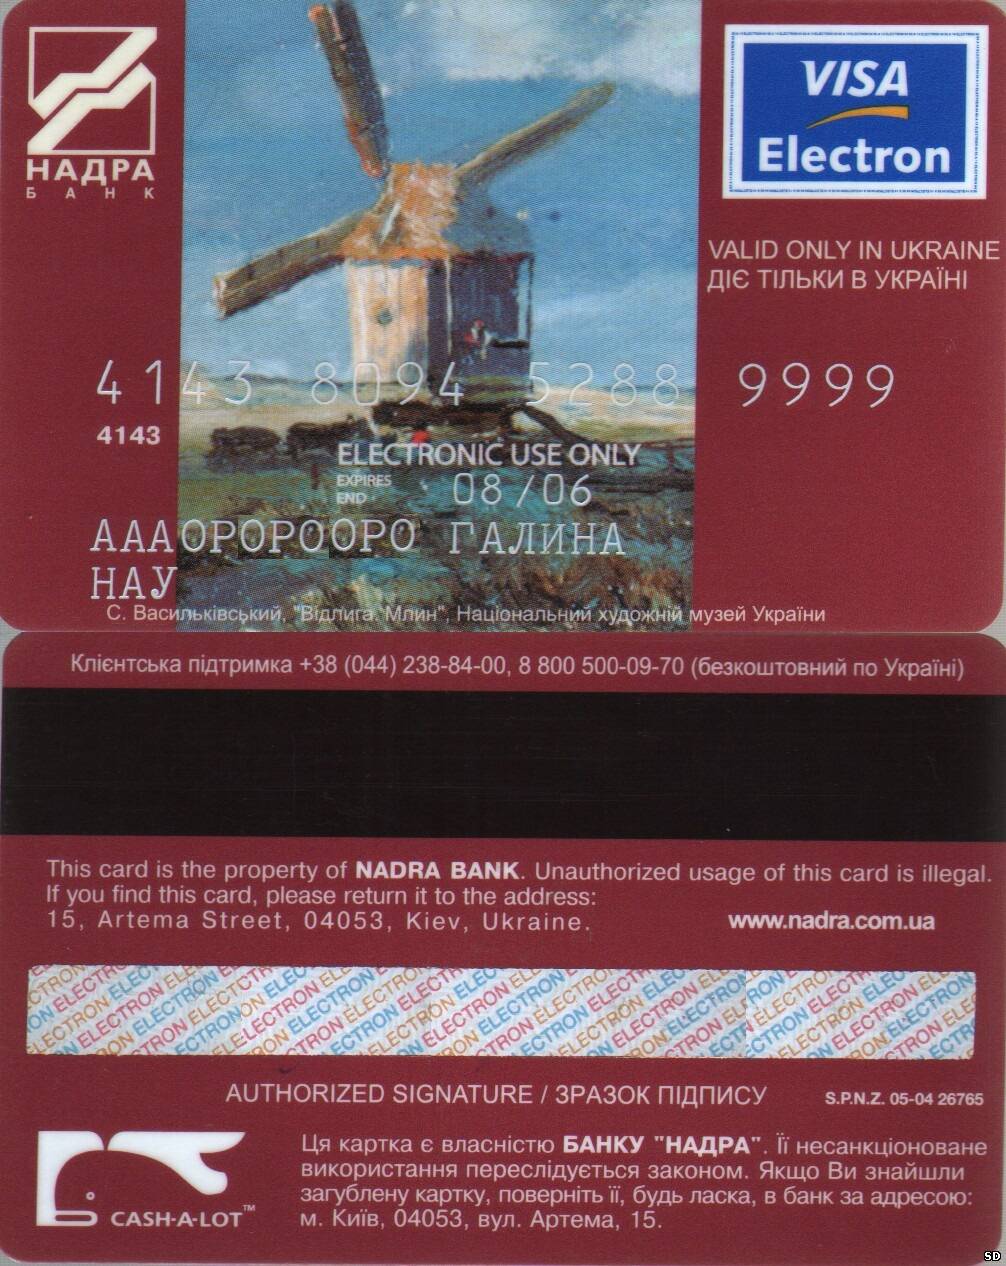 НАДРА
БАНК
VISA
Electron
VALID ONLY IN UKRAINE
ДІЄ ТІЛЬКИ В УКРАЇНІ
4143 8094 5288 9999
4143
ELECTRONIC USE ONLY
EXPIRES
END
08/06
АААОРОРООРО ГАЛИНА
НАУ
С. Васильківський, "Відлига. Млин", Національний художній музей України
Клієнтська підтримка +38 (044) 238-84-00, 8 800 500-09-70 (безкоштовний по Україні)
This card is the property of NADRA BANK. Unauthorized usage of this card is illegal.
If you find this card, please return it to the address:
15, Artema Street, 04053, Kiev, Ukraine.
www.nadra.com.ua
ELECTRON ELECTRON ELECTRON ELECTRON ELECTRON ELECTRON
AUTHORIZED SIGNATURE / ЗРАЗОК ПІДПИСУ
S.P.N.Z. 05-04 26765
Ця картка є власністю БАНКУ "НАДРА". Її несанкціоноване
використання переслідується законом. Якщо Ви знайшли
загублену картку, поверніть її, будь ласка, в банк за адресою:
м. Київ, 04053, вул. Артема, 15.
CASH-A-LOT™
SD